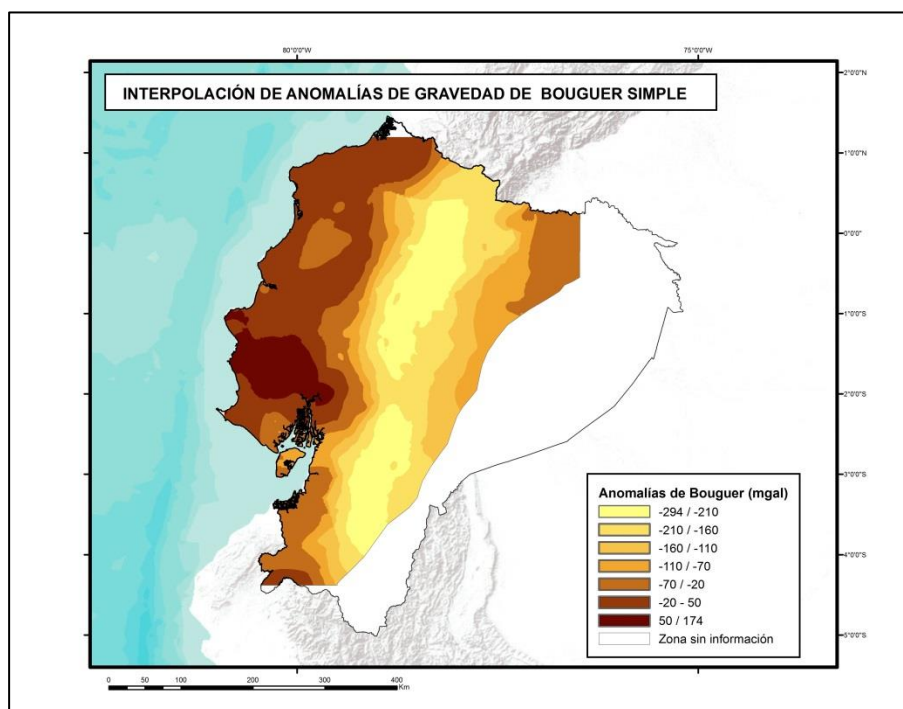 80°0'0"W
75°0'0"W
INTERPOLACIÓN DE ANOMALÍAS DE GRAVEDAD DE BOUGUER SIMPLE
2°0'0"N
1°0'0"N
0°0'0"
1°0'0"S
2°0'0"S
3°0'0"S
4°0'0"S
5°0'0"S
Anomalías de Bouguer (mgal)
-294 / -210
-210 / -160
-160 / -110
-110 / -70
-70 / -20
-20 - 50
50 / 174
Zona sin información
0 50 100 200 300 400
Km